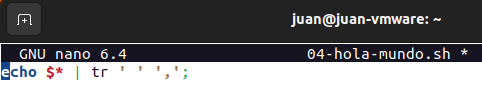 juan@juan-vmware: ~
GNU nano 6.4 04-hola-mundo.sh *
echo $* | tr ' ' ',';